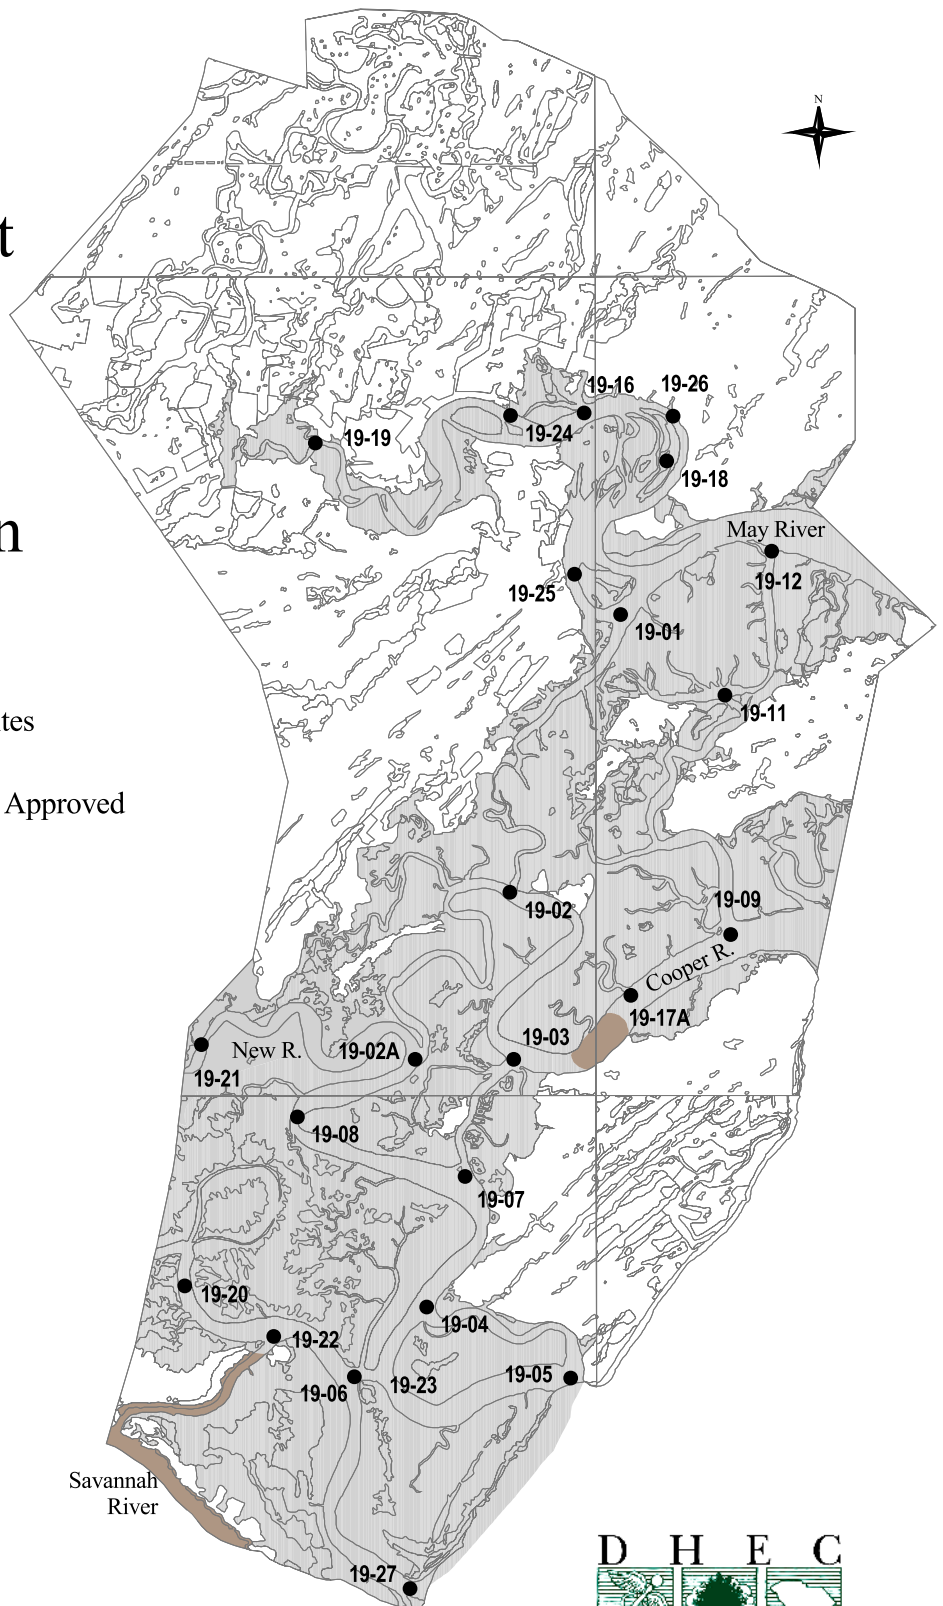 N
t
19-16
19-26
19-24
19-19
19-18
n
May River
19-12
19-25
19-01
19-11
tes
Approved
19-02
19-09
Cooper R.
19-17A
19-03
New R.
19-02A
19-21
19-08
19-07
19-20
19-04
19-22
19-05
19-06
19-23
Savannah
River
19-27
D H E C